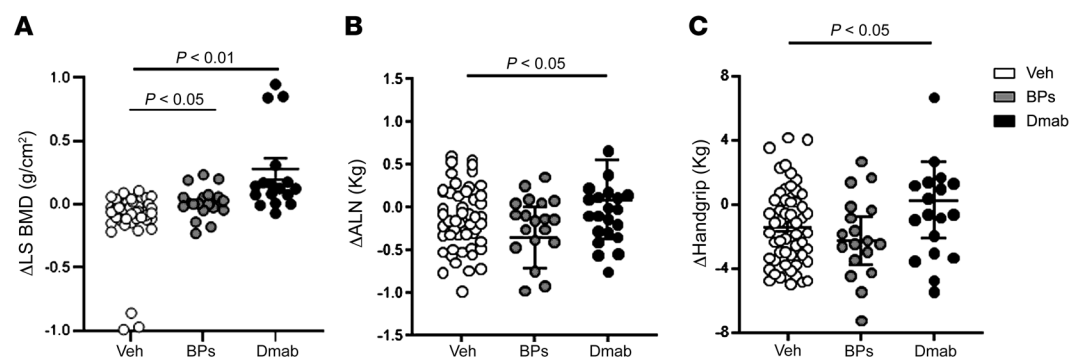 A
P < 0.01
P < 0.05
ΔLS BMD (g/cm²)
1.0
0.5
0.0
-0.5
-1.0
Veh
BPs
Dmab
B
P < 0.05
ΔALN (Kg)
1.5
1.0
0.5
0.0
-0.5
-1.0
-1.5
Veh
BPs
Dmab
C
P < 0.05
ΔHandgrip (Kg)
8
4
0
-4
-8
Veh
BPs
Dmab
Veh
BPs
Dmab